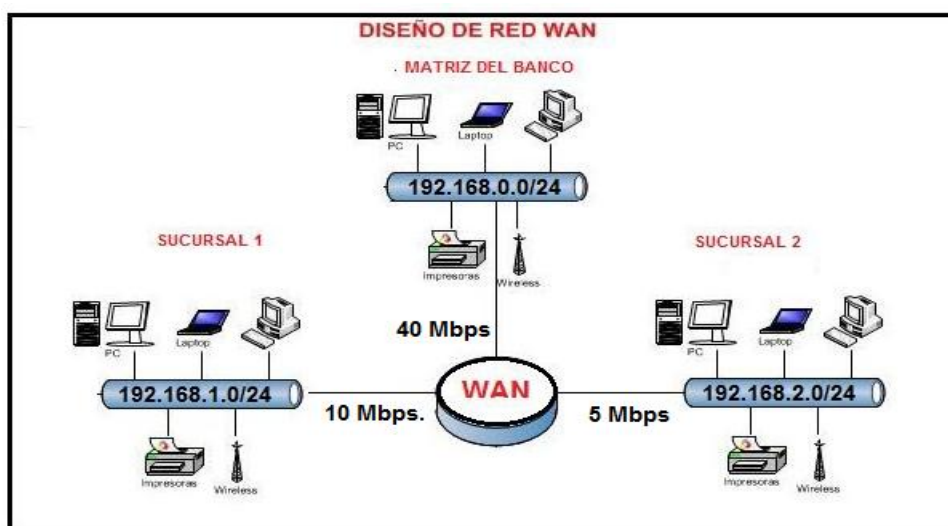 DISEÑO DE RED WAN
. MATRIZ DEL BANCO
PC
Laptop
192.168.0.0/24
Impresoras
Wireless
SUCURSAL 1
PC
Laptop
192.168.1.0/24
Impresoras
Wireless
SUCURSAL 2
PC
Laptop
192.168.2.0/24
Impresoras
Wireless
40 Mbps
WAN
10 Mbps.
5 Mbps